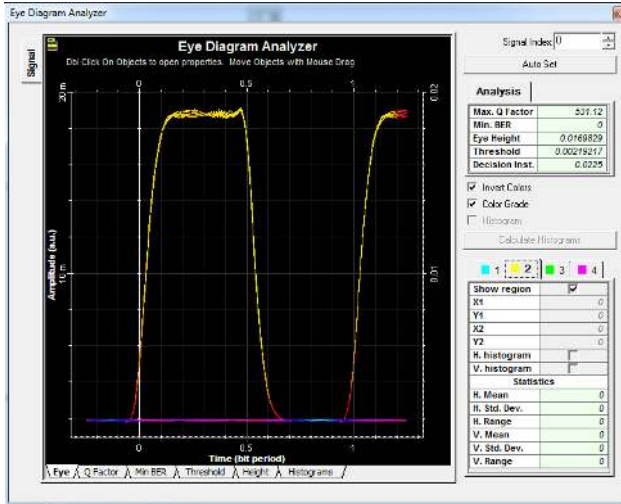 Eye Diagram Analyzer
Signal Index: 0
Auto Set
Signal
Eye Diagram Analyzer
Dbl Click On Objects to open properties. Move Objects with Mouse Drag
0 0.5 1
20 m
10 m
0.02
0.01
Amplitude (a.u.)
0 0.5 1
Time (bit period)
Eye Q Factor Min BER Threshold Height Histograms
Analysis
Max. Q Factor 531.12
Min. BER 0
Eye Height 0.0169829
Threshold 0.00219217
Decision Inst. 0.0225
Invert Colors
Color Grade
Histogram
Calculate Histograms
1 2 3 4
Show region
X1 0
Y1 0
X2 0
Y2 0
H. histogram
V. histogram
Statistics
H. Mean 0
H. Std. Dev. 0
H. Range 0
V. Mean 0
V. Std. Dev. 0
V. Range 0